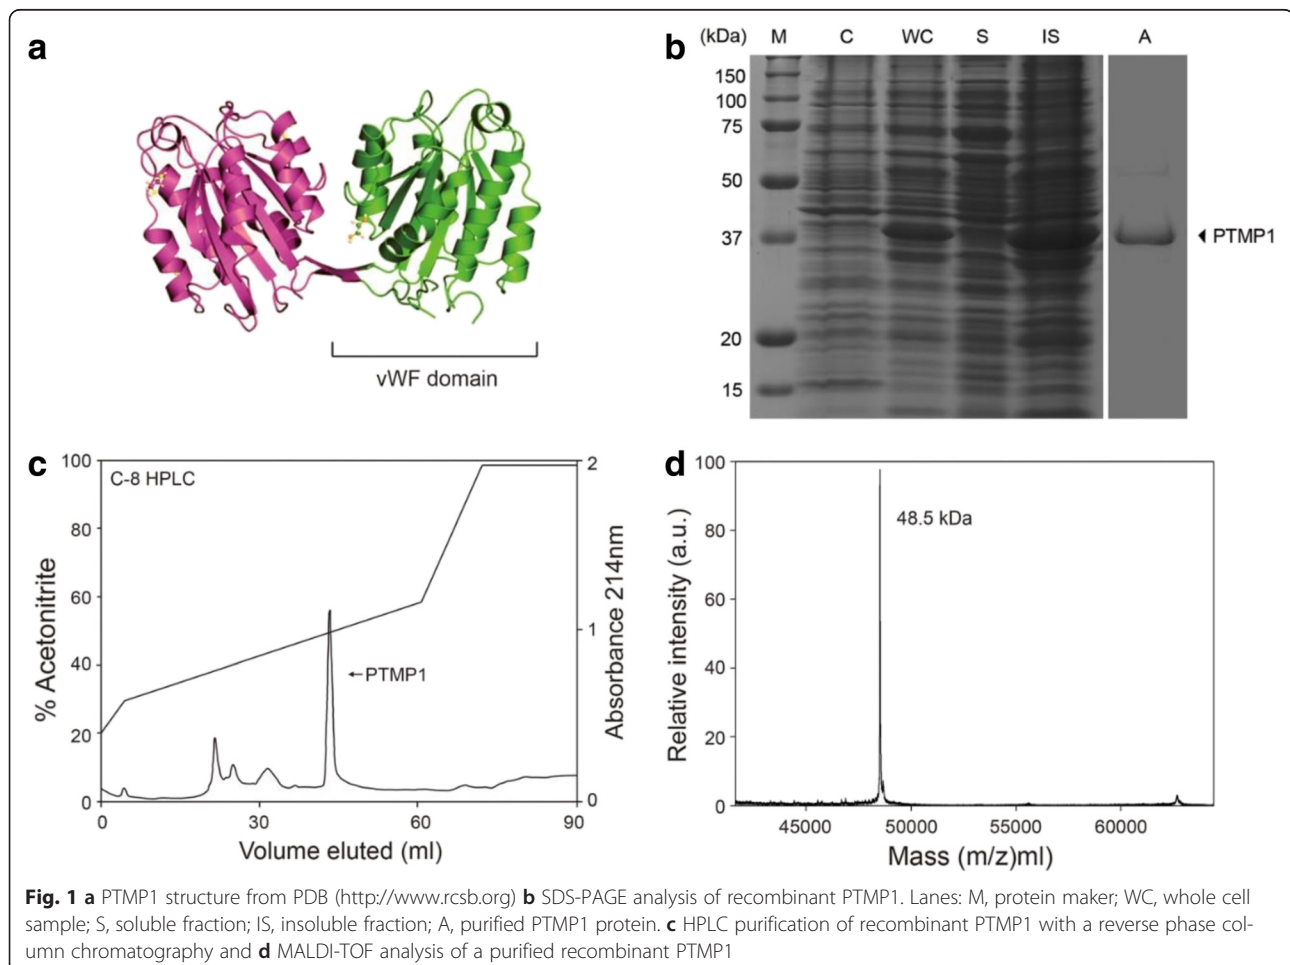 a
vWF domain
b
(kDa) M C WC S IS A
150
100
75
50
37
20
15
PTMP1
c
C-8 HPLC
100
80
60
40
20
0
% Acetonitrite
2
1
0
Absorbance 214nm
PTMP1
0 30 60 90
Volume eluted (ml)
d
100
80
60
40
20
0
Relative intensity (a.u.)
48.5 kDa
45000 50000 55000 60000
Mass (m/z)ml)
Fig. 1 a PTMP1 structure from PDB (http://www.rcsb.org) b SDS-PAGE analysis of recombinant PTMP1. Lanes: M, protein maker; WC, whole cell
sample; S, soluble fraction; IS, insoluble fraction; A, purified PTMP1 protein. c HPLC purification of recombinant PTMP1 with a reverse phase col-
umn chromatography and d MALDI-TOF analysis of a purified recombinant PTMP1